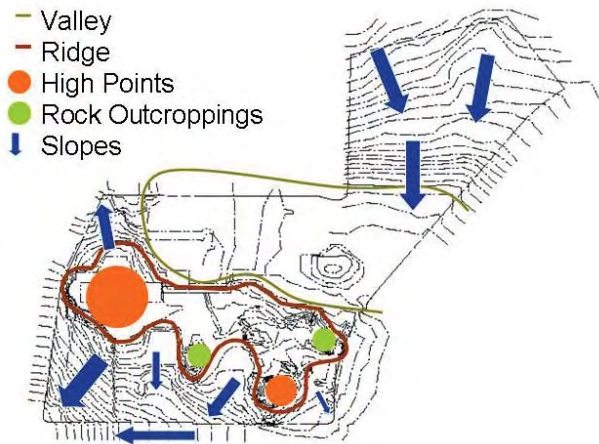 Valley
Ridge
High Points
Rock Outcroppings
Slopes